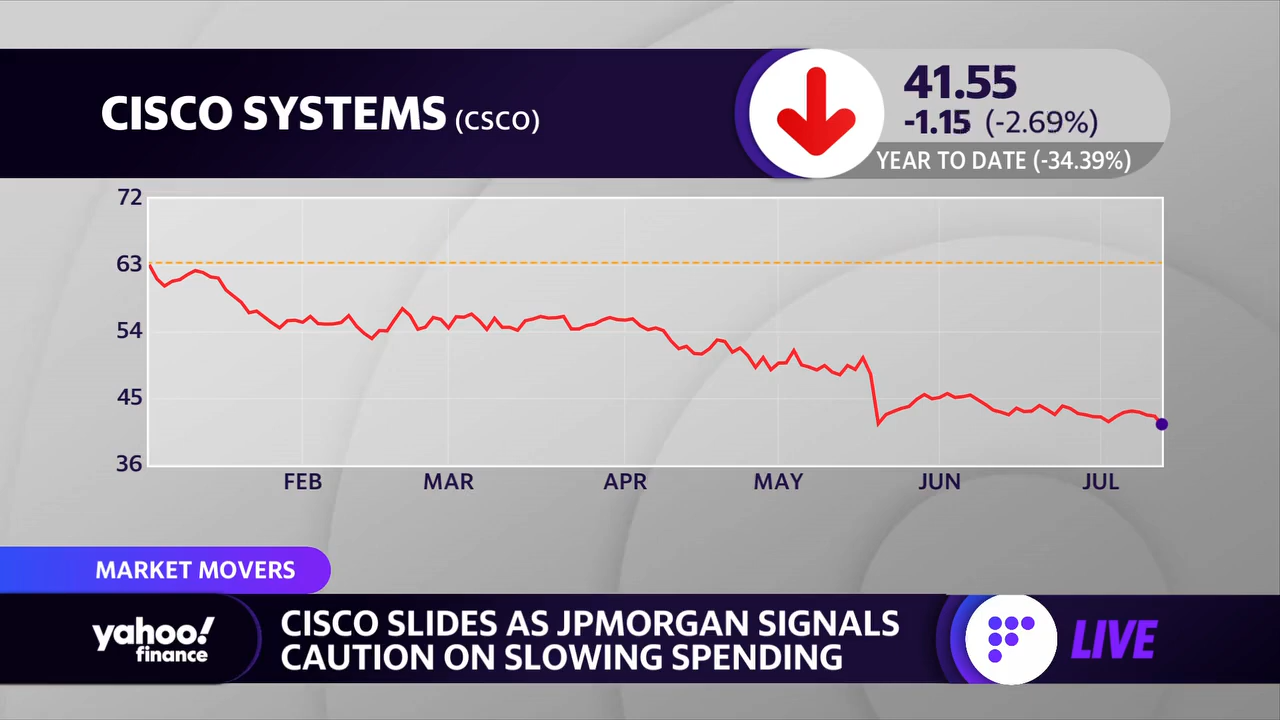 CISCO SYSTEMS (CSCO)
41.55
-1.15 (-2.69%)
YEAR TO DATE (-34.39%)
72
63
54
45
36
FEB MAR APR MAY JUN JUL
MARKET MOVERS
yahoo!
finance
CISCO SLIDES AS JPMORGAN SIGNALS
CAUTION ON SLOWING SPENDING
LIVE